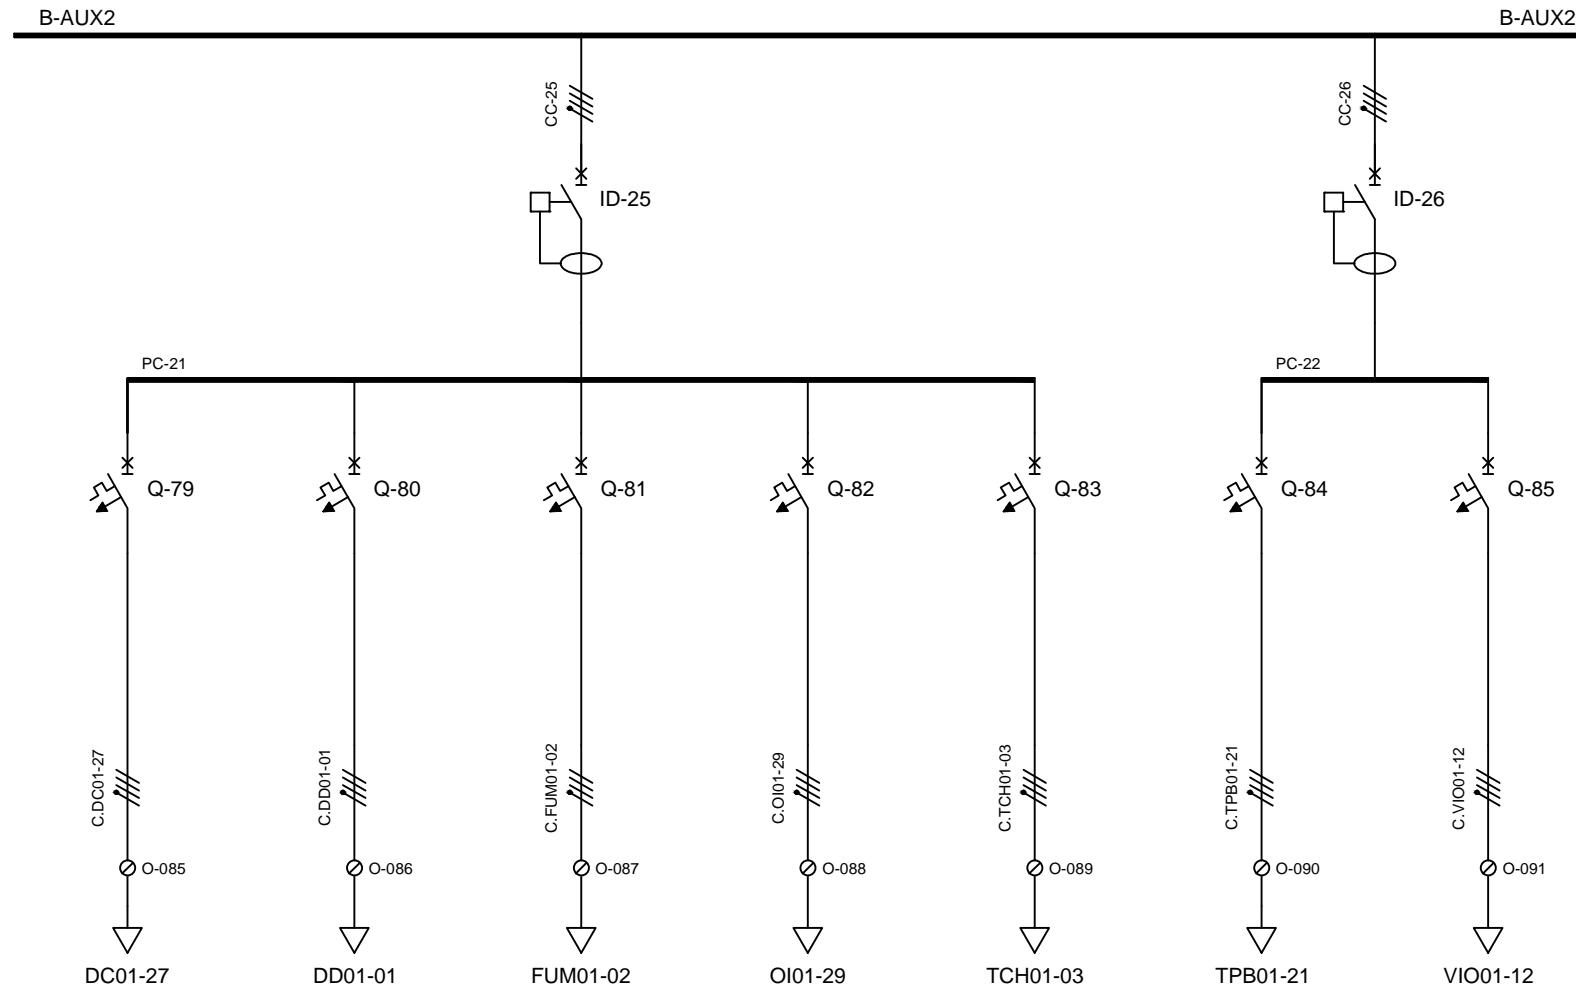 B-AUX2
B-AUX2
CC-25
CC-26
ID-25
ID-26
PC-21
PC-22
Q-79
Q-80
Q-81
Q-82
Q-83
Q-84
Q-85
C.DC01-27
C.DD01-01
C.FUM01-02
C.OI01-29
C.TCH01-03
C.TPB01-21
C.VIO01-12
O-085
O-086
O-087
O-088
O-089
O-090
O-091
DC01-27
DD01-01
FUM01-02
OI01-29
TCH01-03
TPB01-21
VIO01-12